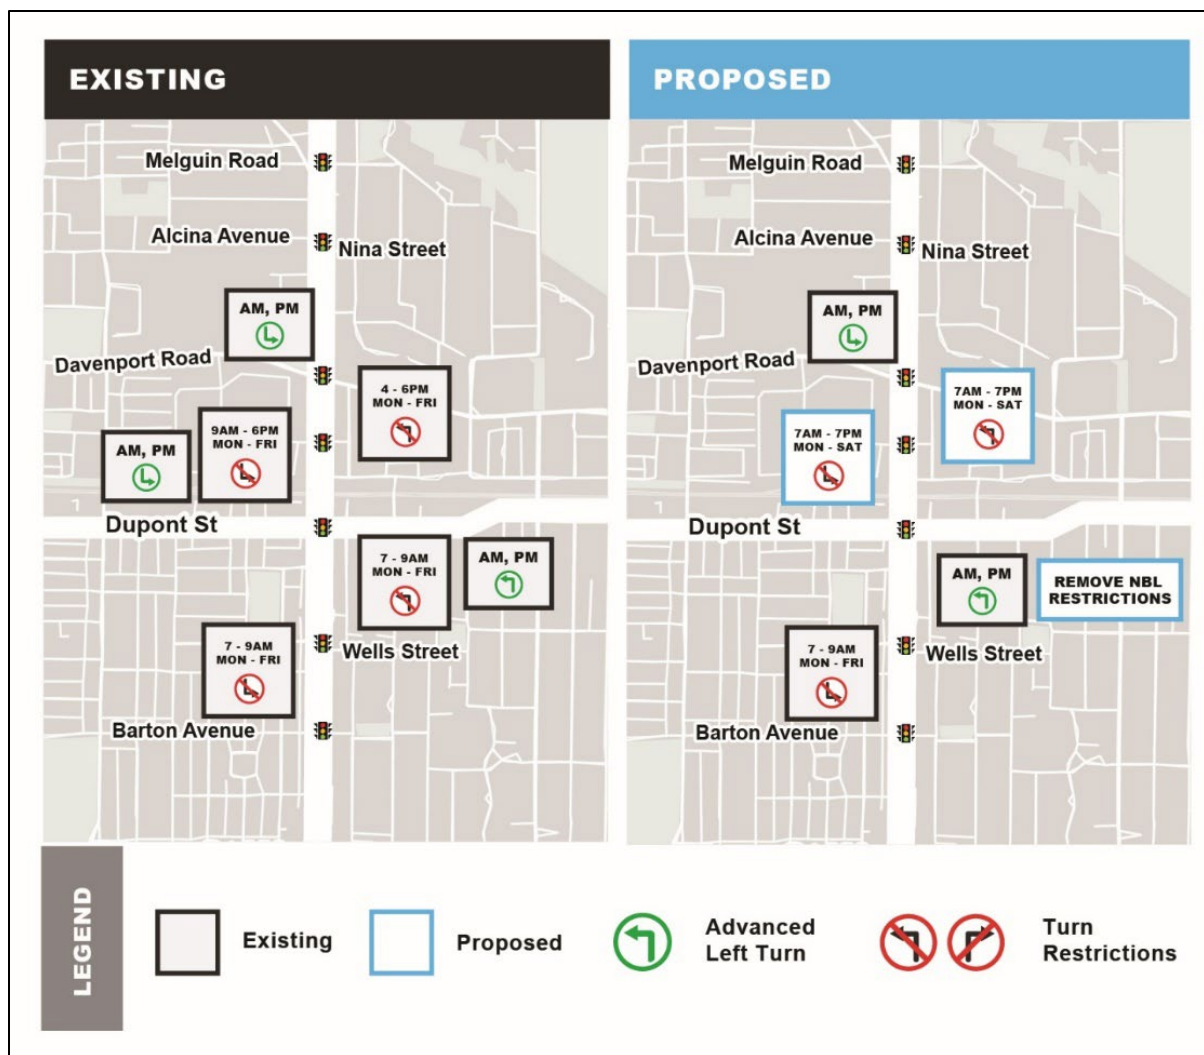 EXISTING
Melguin Road
Alcina Avenue
Nina Street
AM, PM
Davenport Road
4 - 6PM
MON - FRI
9AM - 6PM
MON - FRI
AM, PM
Dupont St
7 - 9AM
MON - FRI
AM, PM
7 - 9AM
MON - FRI
Wells Street
Barton Avenue
PROPOSED
Melguin Road
Alcina Avenue
Nina Street
AM, PM
Davenport Road
7AM - 7PM
MON - SAT
7AM - 7PM
MON - SAT
Dupont St
AM, PM
REMOVE NBL
RESTRICTIONS
7 - 9AM
MON - FRI
Wells Street
Barton Avenue
LEGEND
Existing
Proposed
Advanced
Left Turn
Turn
Restrictions